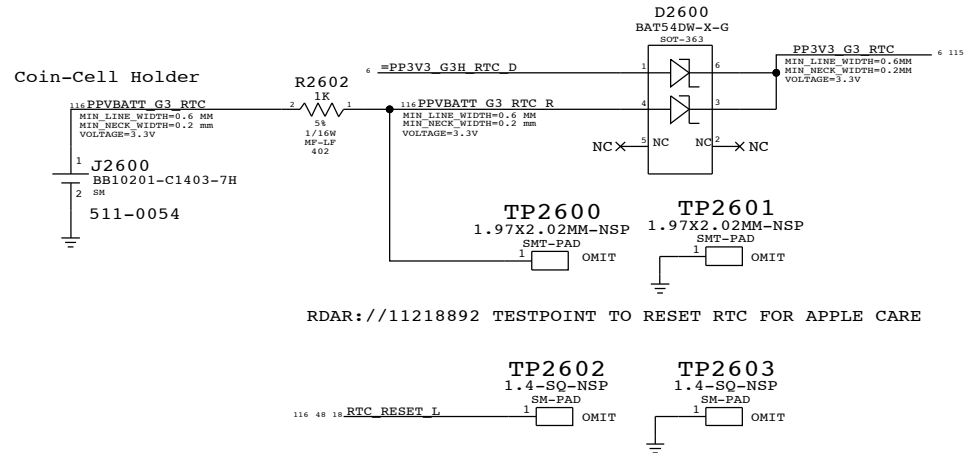 D2600
BAT54DW-X-G
SOT-363
PP3V3_G3_RTC 6 115
MIN_LINE_WIDTH=0.6MM
MIN_NECK_WIDTH=0.2MM
VOLTAGE=3.3V
6 =PP3V3_G3H_RTC_D
1 6
Coin-Cell Holder
R2602
1K
116 PPVBATT_G3_RTC
2 1
116 PPVBATT_G3_RTC_R
4 3
MIN_LINE_WIDTH=0.6 MM
MIN_NECK_WIDTH=0.2 mm
VOLTAGE=3.3V
5%
1/16W
MF-LF
402
MIN_LINE_WIDTH=0.6 MM
MIN_NECK_WIDTH=0.2 mm
VOLTAGE=3.3V
NC 5 NC NC 2 NC
1
J2600
BB10201-C1403-7H
2 SM
511-0054
TP2600
1.97X2.02MM-NSP
SMT-PAD
1 OMIT
TP2601
1.97X2.02MM-NSP
SMT-PAD
1 OMIT
RDAR://11218892 TESTPOINT TO RESET RTC FOR APPLE CARE
TP2602
1.4-SQ-NSP
SM-PAD
116 48 18 RTC_RESET_L 1 OMIT
TP2603
1.4-SQ-NSP
SM-PAD
1 OMIT